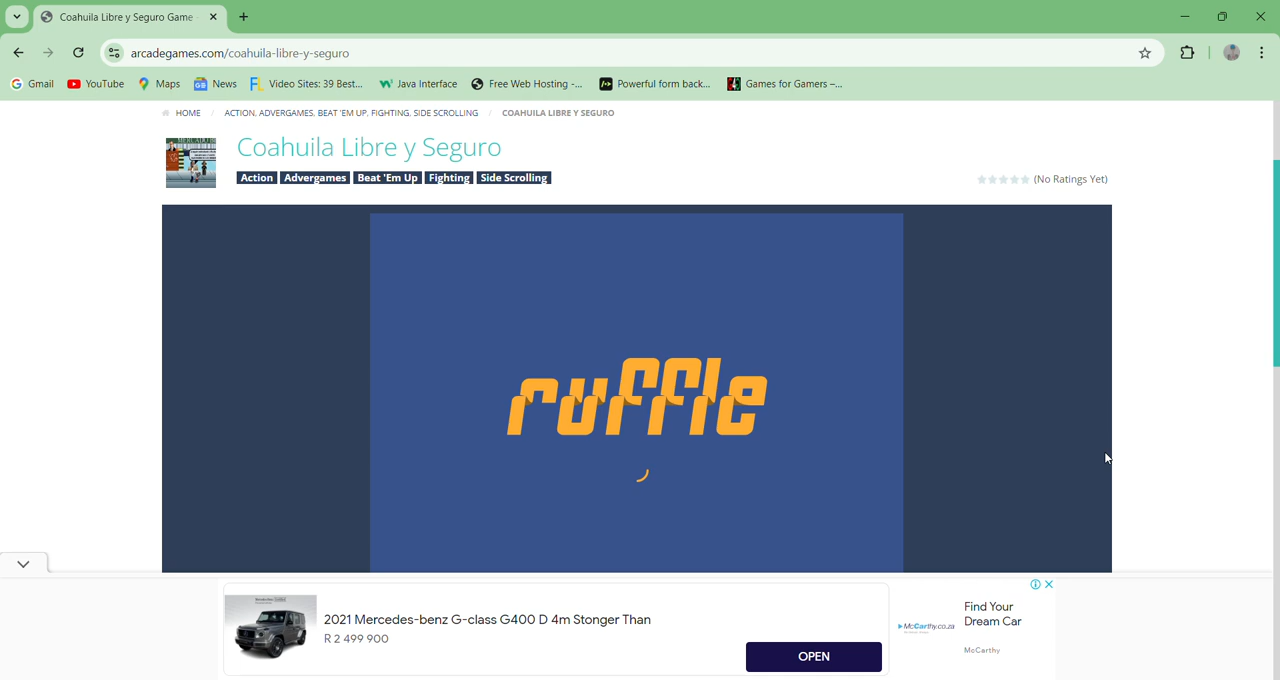 Coahuila Libre y Seguro Game
arcadegames.com/coahuila-libre-y-seguro
Gmail YouTube Maps News Video Sites: 39 Best... Java Interface Free Web Hosting -... Powerful form back... Games for Gamers –...
HOME / ACTION, ADVERGAMES, BEAT 'EM UP, FIGHTING, SIDE SCROLLING / COAHUILA LIBRE Y SEGURO
Coahuila Libre y Seguro
Action Advergames Beat 'Em Up Fighting Side Scrolling
(No Ratings Yet)
ruffle
2021 Mercedes-benz G-class G400 D 4m Stonger Than
R 2 499 900
OPEN
McCarthy.co.za
Find Your
Dream Car
McCarthy